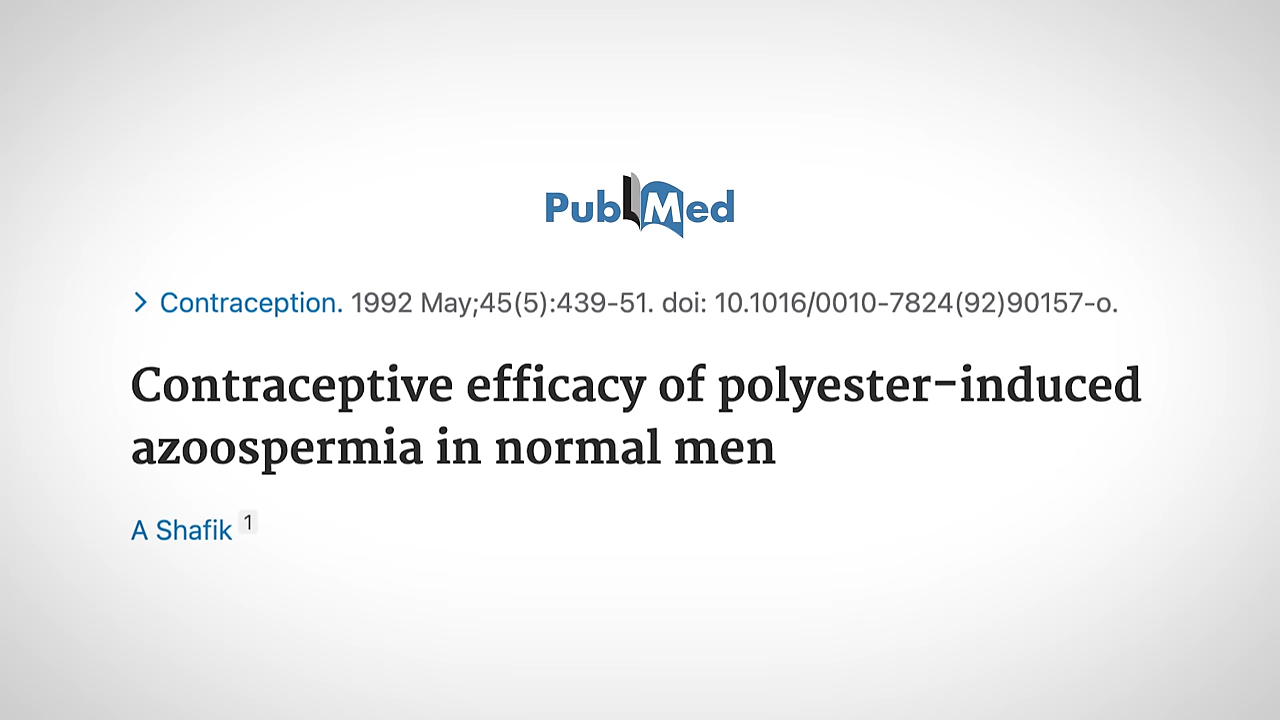 PubMed
> Contraception. 1992 May;45(5):439-51. doi: 10.1016/0010-7824(92)90157-o.
Contraceptive efficacy of polyester-induced
azoospermia in normal men
A Shafik 1